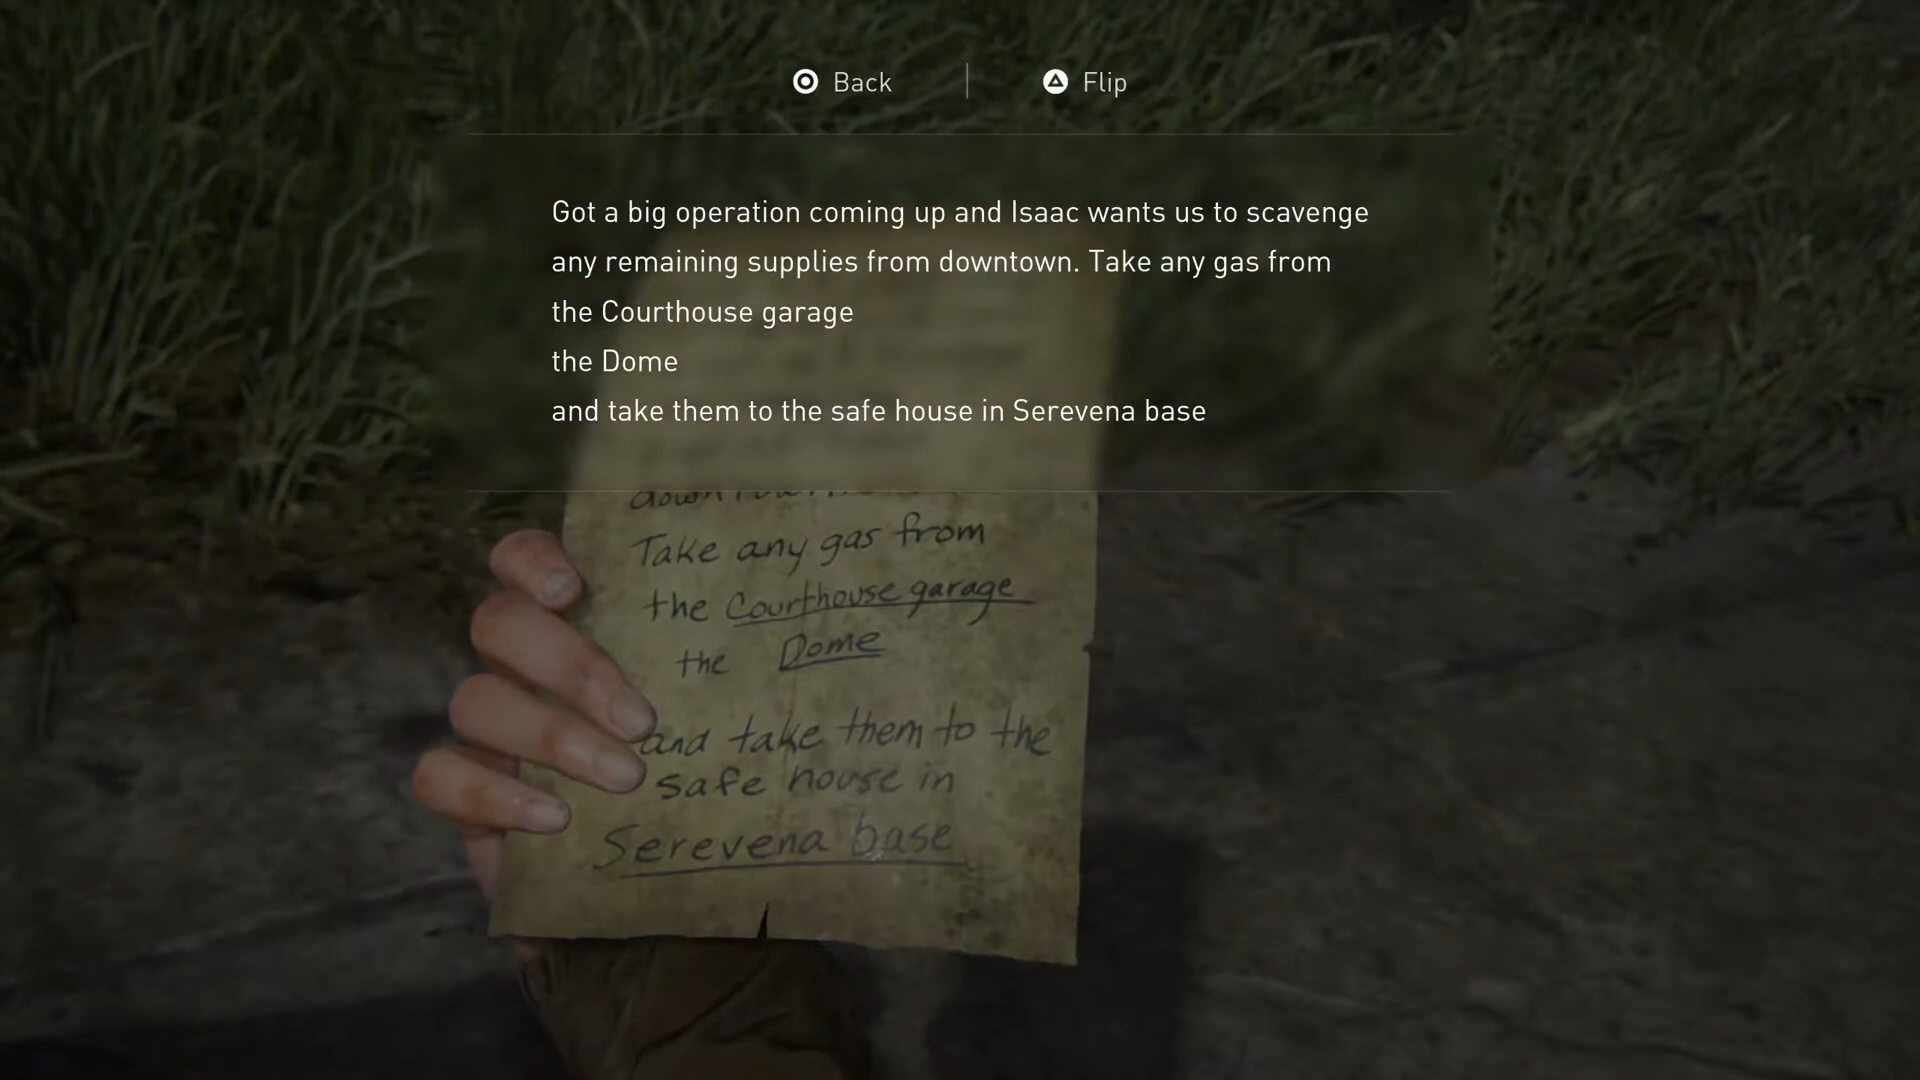 Back
Flip
Got a big operation coming up and Isaac wants us to scavenge
any remaining supplies from downtown. Take any gas from
the Courthouse garage
the Dome
and take them to the safe house in Serevena base
Take any gas from
the Courthouse garage
the Dome
and take them to the
safe house in
Serevena base